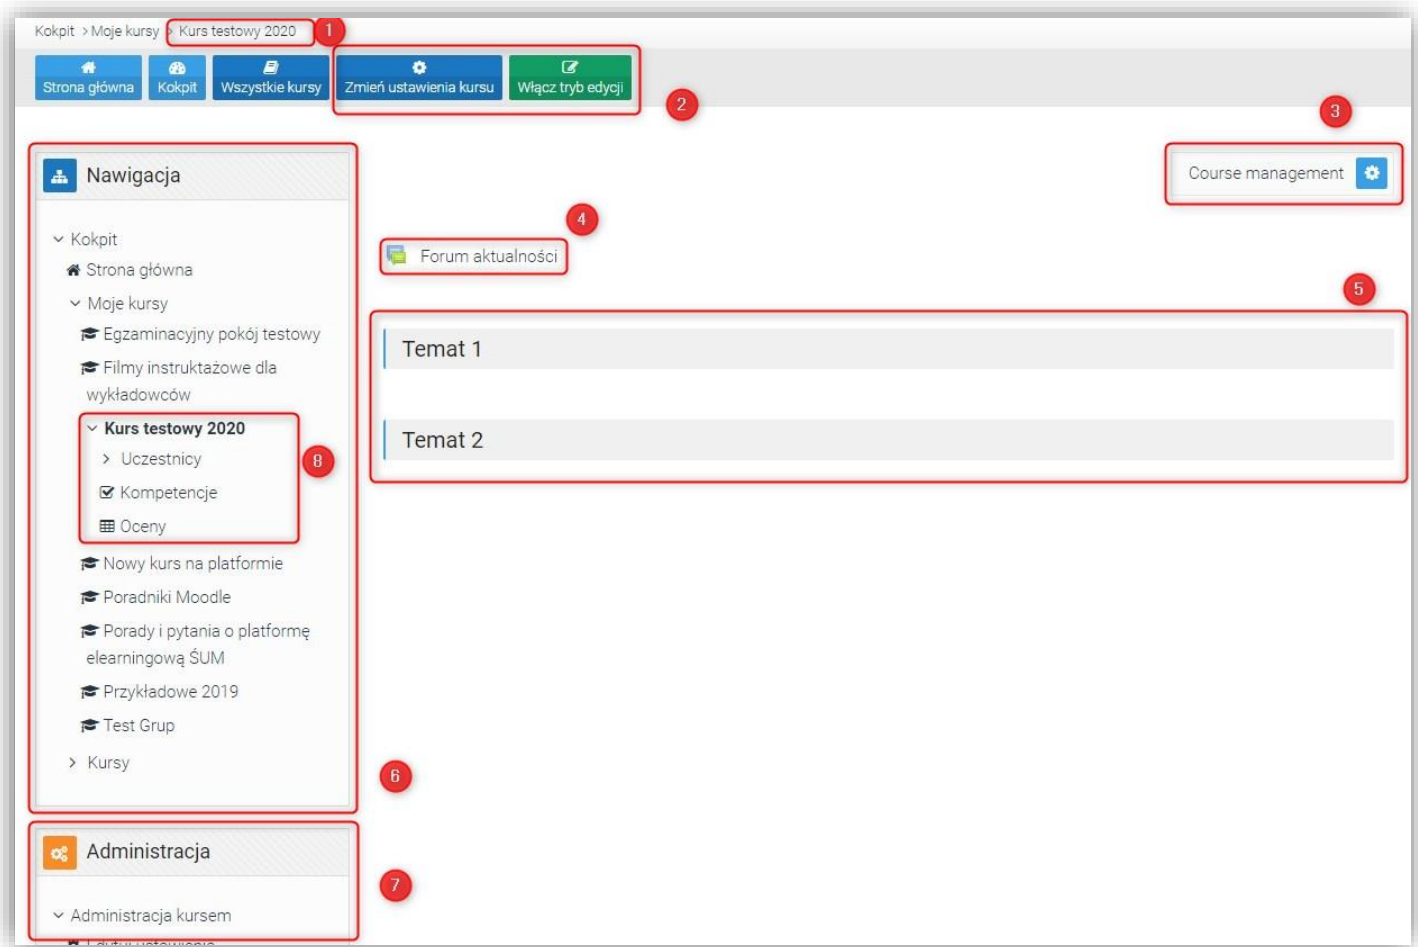 Kokpit > Moje kursy > Kurs testowy 2020
1
Strona główna
Kokpit
Wszystkie kursy
Zmień ustawienia kursu
Włącz tryb edycji
2
3
Nawigacja
Course management
4
Kokpit
Forum aktualności
Strona główna
5
Moje kursy
Egzaminacyjny pokój testowy
Temat 1
Filmy instruktażowe dla
wykładowców
Kurs testowy 2020
Temat 2
Uczestnicy
8
Kompetencje
Oceny
Nowy kurs na platformie
Poradniki Moodle
Porady i pytania o platformę
elearningową ŚUM
Przykładowe 2019
Test Grup
Kursy
6
Administracja
7
Administracja kursem